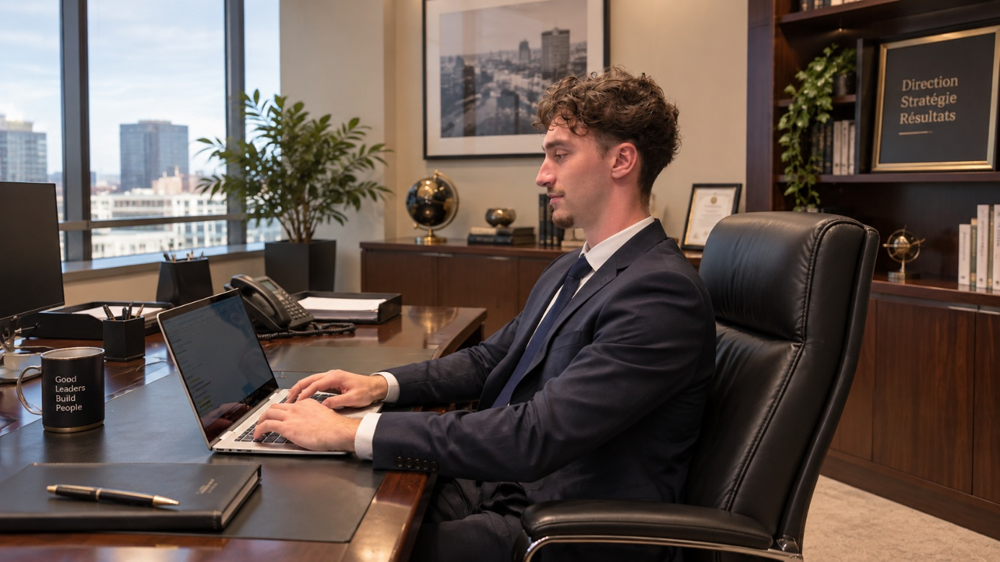 Direction
Stratégie
Résultats
Good
Leaders
Build
People